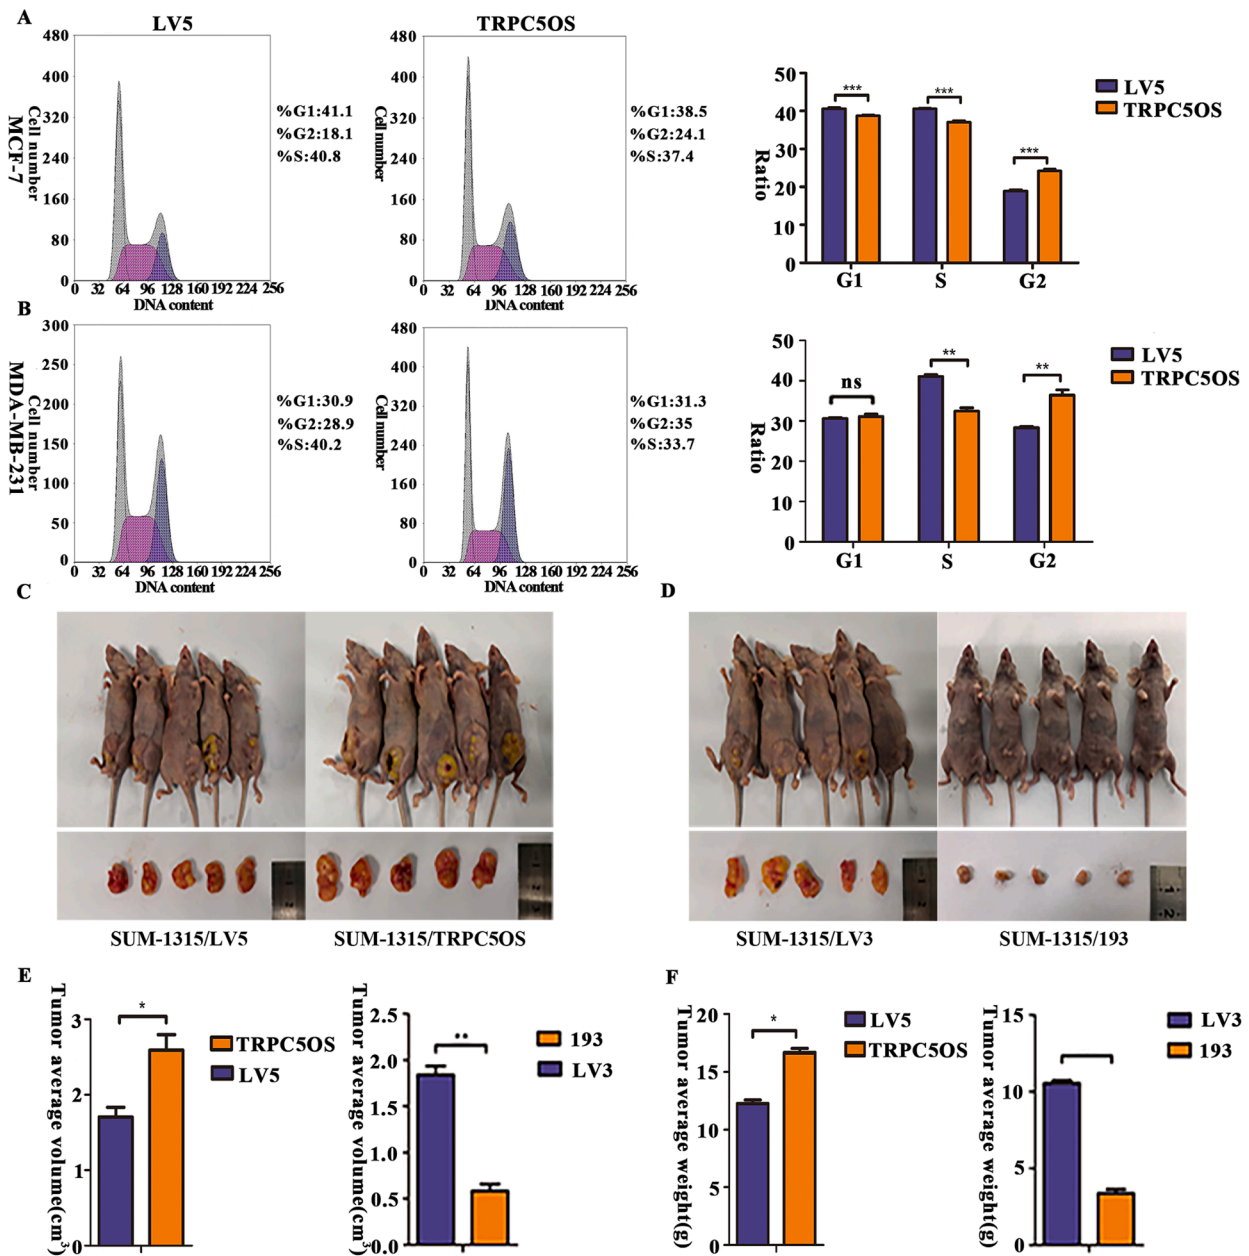 A
LV5
TRPC5OS
480
400
320
240
160
80
0
Cell number
MCF-7
0 32 64 96 128 160 192 224 256
DNA content
%G1:41.1
%G2:18.1
%S:40.8
480
400
320
240
160
80
0
Cell number
0 32 64 96 128 160 192 224 256
DNA content
%G1:38.5
%G2:24.1
%S:37.4
50
40
30
20
10
0
Ratio
*** *** ***
G1 S G2
LV5
TRPC5OS
B
300
250
200
150
100
50
0
Cell number
MDA-MB-231
0 32 64 96 128 160 192 224 256
DNA content
%G1:30.9
%G2:28.9
%S:40.2
480
400
320
240
160
80
0
Cell number
0 32 64 96 128 160 192 224 256
DNA content
%G1:31.3
%G2:35
%S:33.7
50
40
30
20
10
0
Ratio
ns ** **
G1 S G2
LV5
TRPC5OS
C
SUM-1315/LV5
SUM-1315/TRPC5OS
D
SUM-1315/LV3
SUM-1315/193
E
Tumor average volume(cm³)
3
2
1
0
*
TRPC5OS
LV5
Tumor average volume(cm³)
2.5
2.0
1.5
1.0
0.5
0.0
**
193
LV3
F
Tumor average weight(g)
20
15
10
5
0
*
LV5
TRPC5OS
Tumor average weight(g)
15
10
5
0
LV3
193